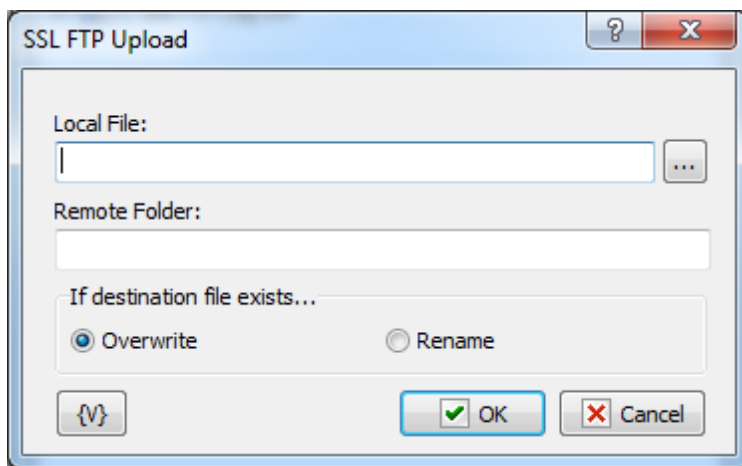 SSL FTP Upload
?
Local File:
...
Remote Folder:
If destination file exists...
Overwrite Rename
{V} OK Cancel